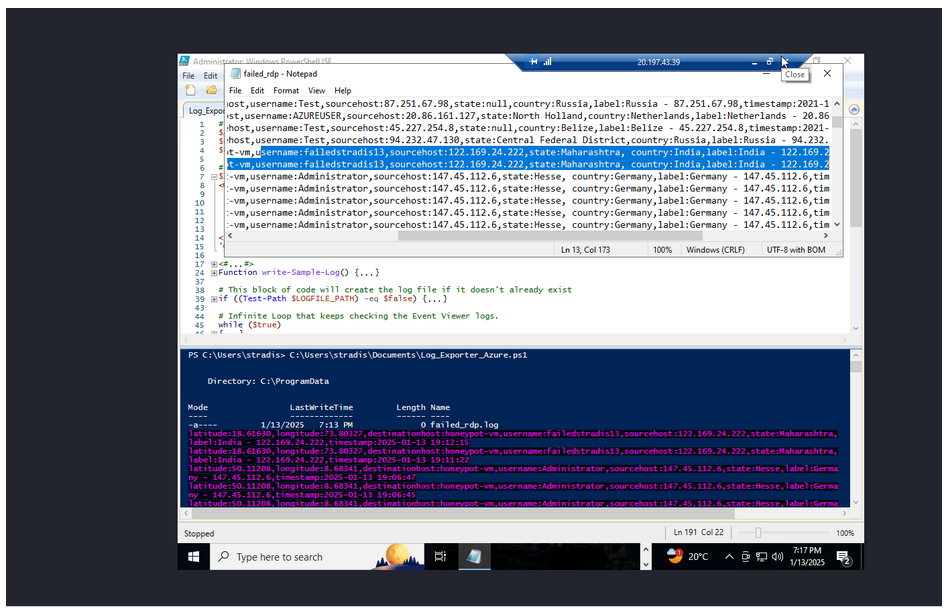 Administrator: Windows PowerShell ISE
20.197.43.39
Close
File Edit
failed_rdp - Notepad
File Edit Format View Help
ost,username:Test,sourcehost:87.251.67.98,state:null,country:Russia,label:Russia - 87.251.67.98,timestamp:2021-1
st,username:AZUREUSER,sourcehost:20.86.161.127,state:North Holland,country:Netherlands,label:Netherlands - 20.86
host,username:Test,sourcehost:45.227.254.8,state:null,country:Belize,label:Belize - 45.227.254.8,timestamp:2021-
host,username:Test,sourcehost:94.232.47.130,state:Central Federal District,country:Russia,label:Russia - 94.232.
t-vm,username:failedstradis13,sourcehost:122.169.24.222,state:Maharashtra, country:India,label:India - 122.169.2
ot-vm,username:failedstradis13,sourcehost:122.169.24.222,state:Maharashtra, country:India,label:India - 122.169.2
-vm,username:Administrator,sourcehost:147.45.112.6,state:Hesse, country:Germany,label:Germany - 147.45.112.6,tim
-vm,username:Administrator,sourcehost:147.45.112.6,state:Hesse, country:Germany,label:Germany - 147.45.112.6,tim
-vm,username:Administrator,sourcehost:147.45.112.6,state:Hesse, country:Germany,label:Germany - 147.45.112.6,tim
-vm,username:Administrator,sourcehost:147.45.112.6,state:Hesse, country:Germany,label:Germany - 147.45.112.6,tim
-vm,username:Administrator,sourcehost:147.45.112.6,state:Hesse, country:Germany,label:Germany - 147.45.112.6,tim
Ln 13, Col 173 100% Windows (CRLF) UTF-8 with BOM
Log_Expor
1 #
2 $
3 $
4 $
5
6 #
7 $
8 <
9
10
11
12
13
14 <
15 '
16
17 <#...#>
24 Function write-Sample-Log() {...}
37
38 # This block of code will create the log file if it doesn't already exist
39 if ((Test-Path $LOGFILE_PATH) -eq $false) {...}
43
44 # Infinite Loop that keeps checking the Event Viewer logs.
45 while ($true)
46 {...}
PS C:\Users\stradis> C:\Users\stradis\Documents\Log_Exporter_Azure.ps1
Directory: C:\ProgramData
Mode LastWriteTime Length Name
---- ------------- ------ ----
-a---- 1/13/2025 7:13 PM 0 failed_rdp.log
latitude:18.61630,longitude:73.80327,destinationhost:honeypot-vm,username:failedstradis13,sourcehost:122.169.24.222,state:Maharashtra,
label:India - 122.169.24.222,timestamp:2025-01-13 19:12:15
latitude:18.61630,longitude:73.80327,destinationhost:honeypot-vm,username:failedstradis13,sourcehost:122.169.24.222,state:Maharashtra,
label:India - 122.169.24.222,timestamp:2025-01-13 19:11:22
latitude:50.11208,longitude:8.68341,destinationhost:honeypot-vm,username:Administrator,sourcehost:147.45.112.6,state:Hesse,label:Germa
ny - 147.45.112.6,timestamp:2025-01-13 19:06:47
latitude:50.11208,longitude:8.68341,destinationhost:honeypot-vm,username:Administrator,sourcehost:147.45.112.6,state:Hesse,label:Germa
ny - 147.45.112.6,timestamp:2025-01-13 19:06:45
latitude:50.11208,longitude:8.68341,destinationhost:honeypot-vm,username:Administrator,sourcehost:147.45.112.6,state:Hesse,label:Germa
Stopped Ln 191 Col 22 100%
Type here to search 20°C 7:17 PM
1/13/2025 2